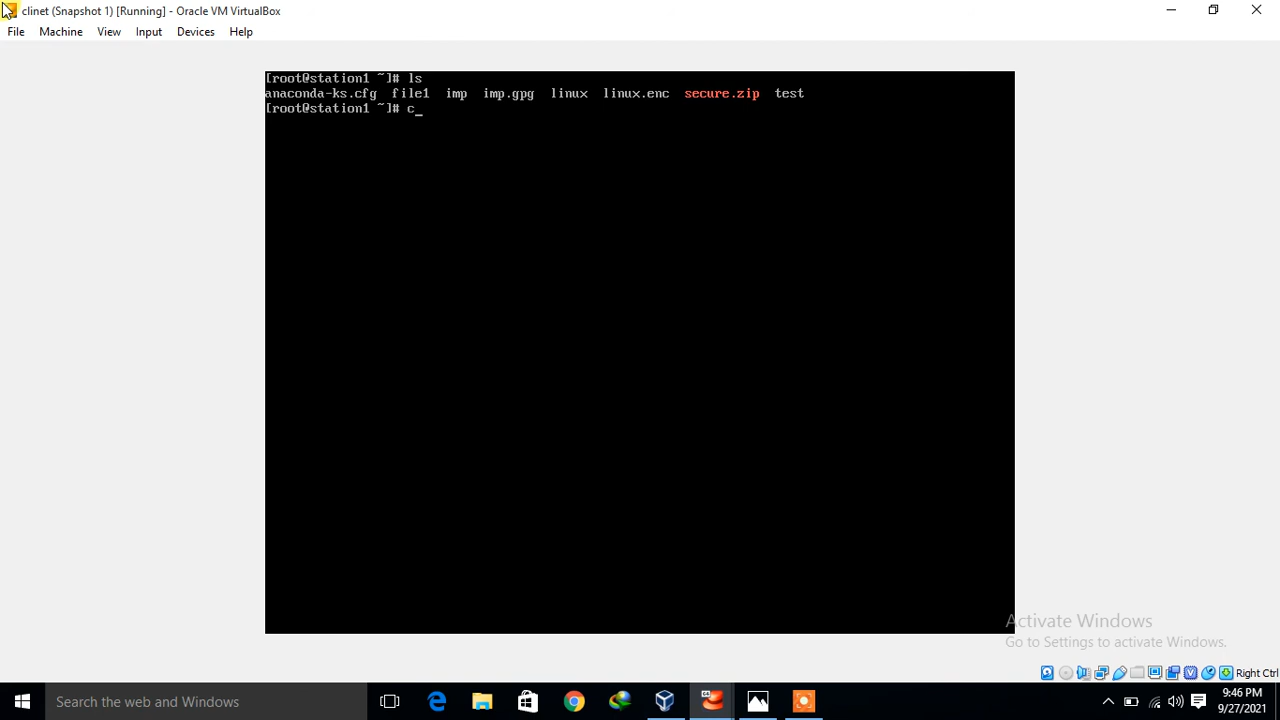 clinet (Snapshot 1) [Running] - Oracle VM VirtualBox
File Machine View Input Devices Help
[root@station1 ~]# ls
anaconda-ks.cfg file1 imp imp.gpg linux linux.enc secure.zip test
[root@station1 ~]# c_
Activate Windows
Go to Settings to activate Windows.
Right Ctrl
Search the web and Windows
9:46 PM
9/27/2021